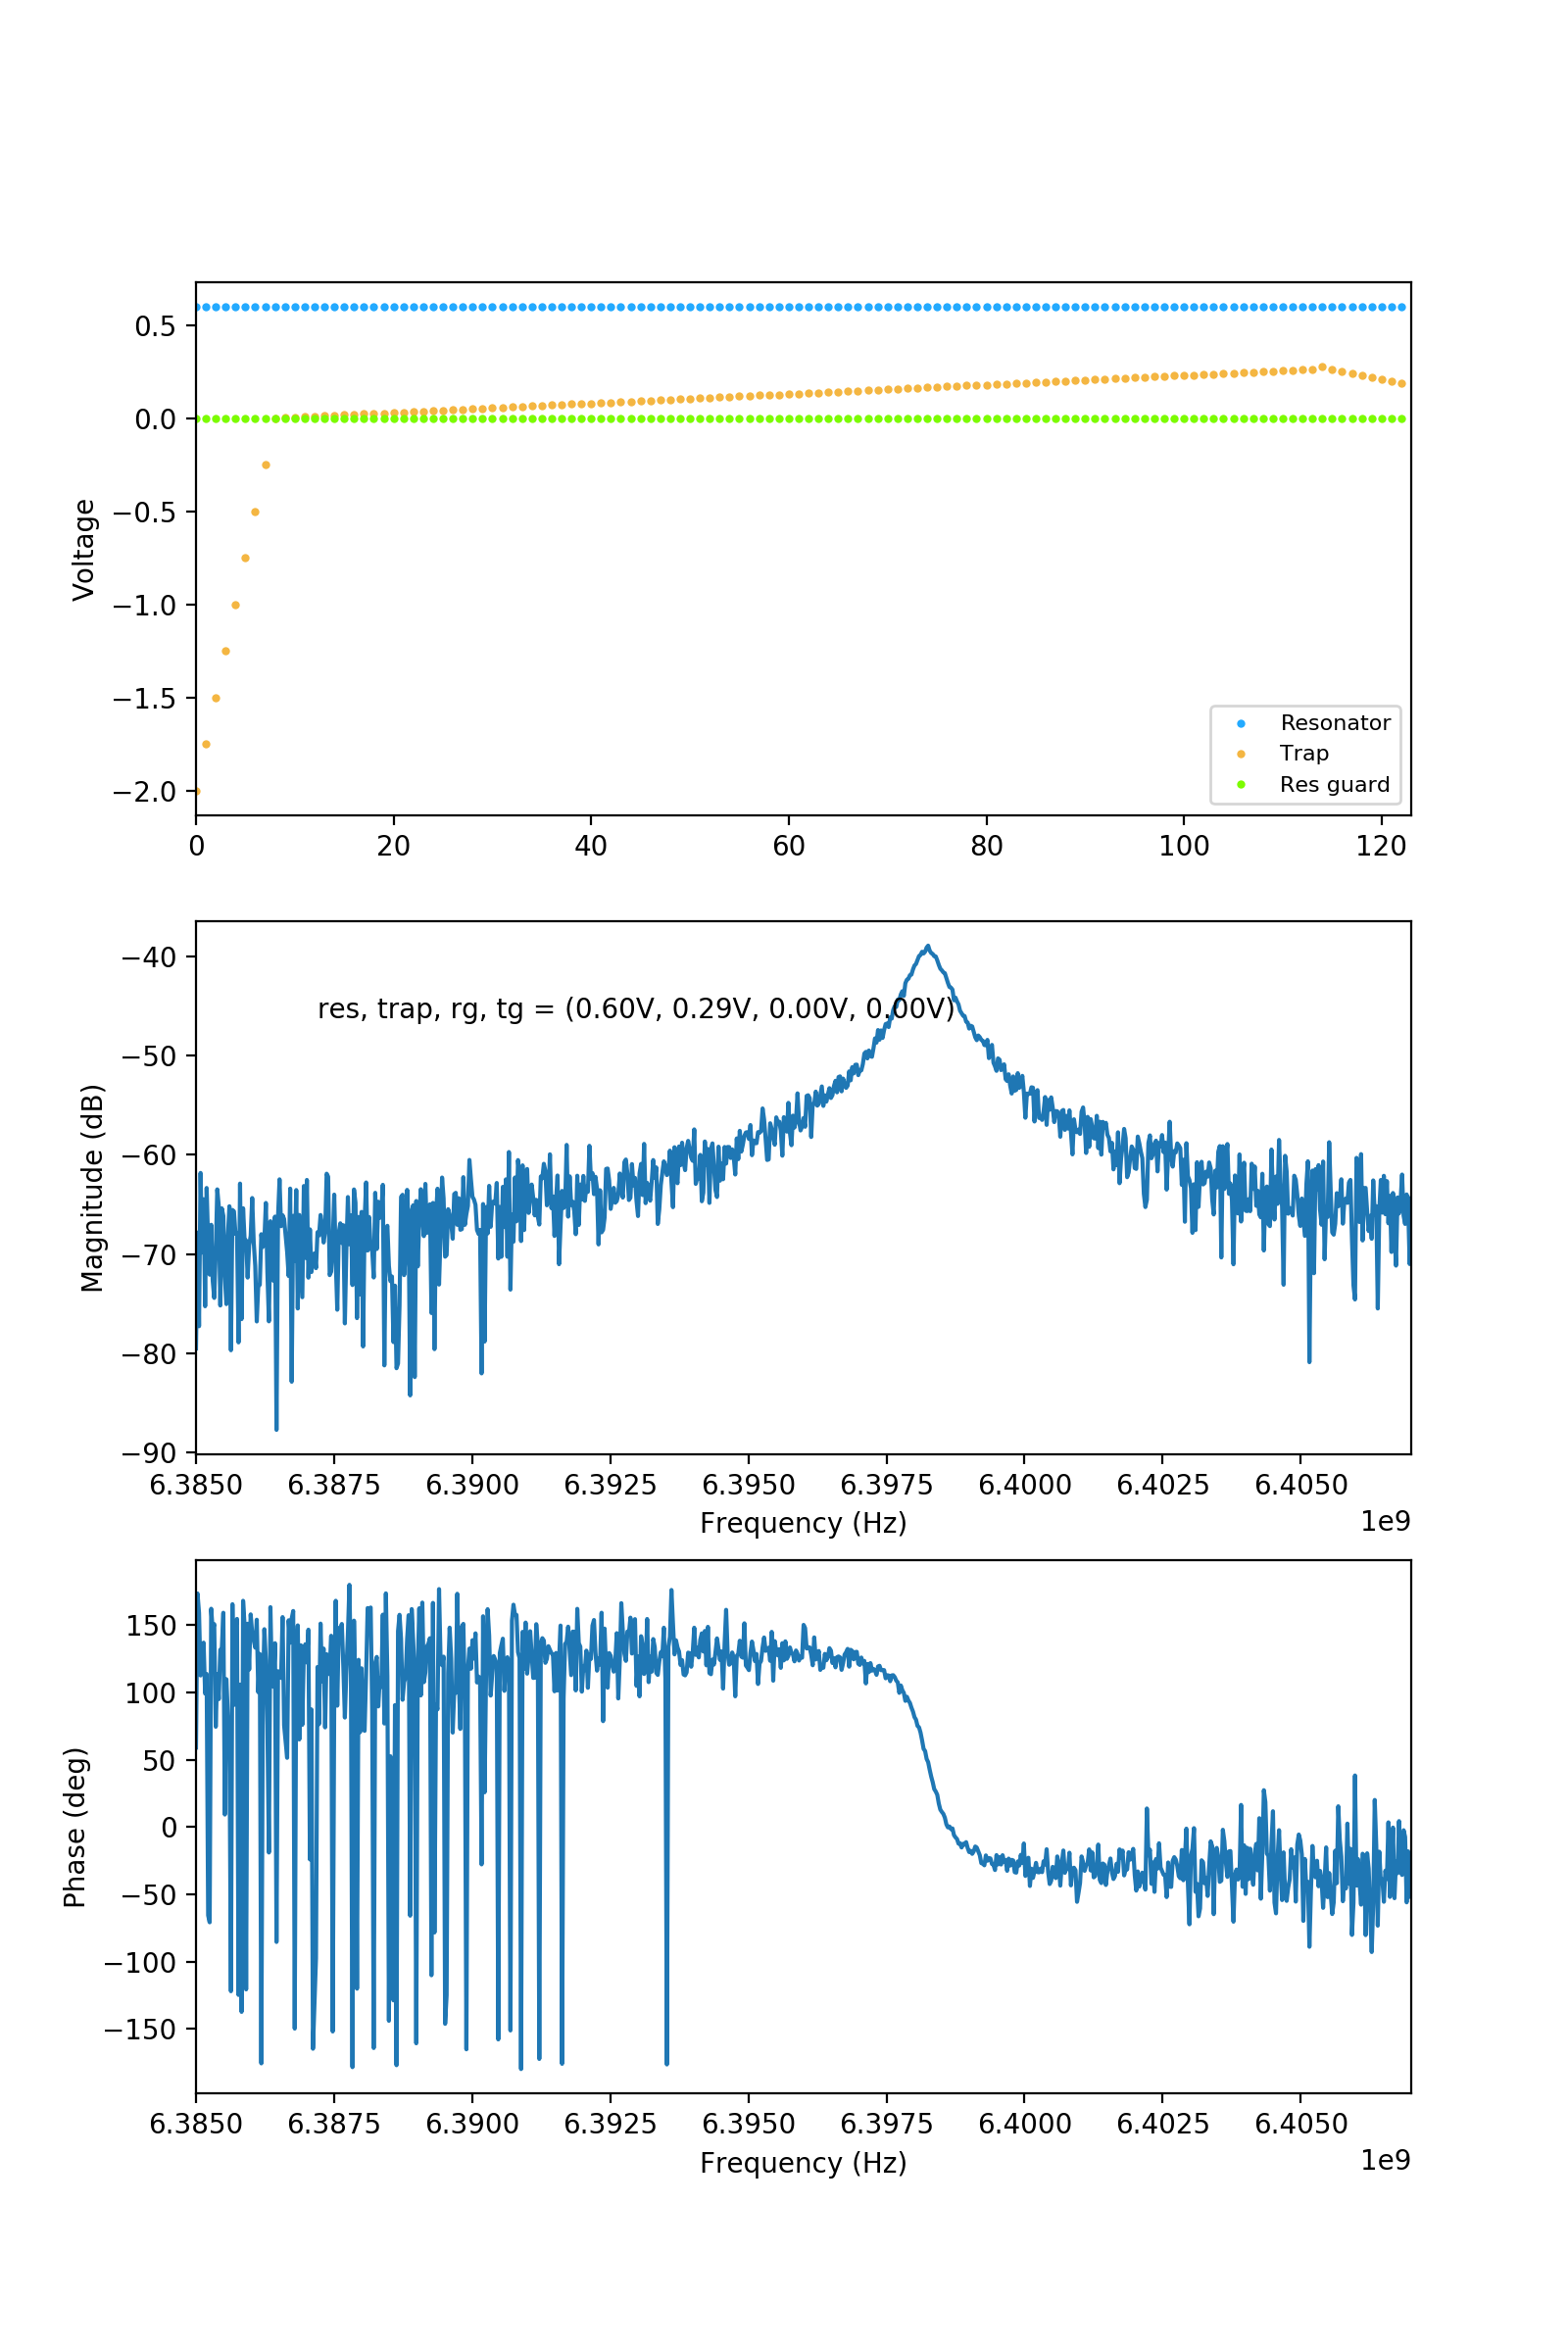 0.5
0.0
−0.5
−1.0
−1.5
−2.0
Voltage
Resonator
Trap
Res guard
0 20 40 60 80 100 120
−40
−50
−60
−70
−80
−90
Magnitude (dB)
res, trap, rg, tg = (0.60V, 0.29V, 0.00V, 0.00V)
6.3850 6.3875 6.3900 6.3925 6.3950 6.3975 6.4000 6.4025 6.4050
Frequency (Hz)
1e9
150
100
50
0
−50
−100
−150
Phase (deg)
6.3850 6.3875 6.3900 6.3925 6.3950 6.3975 6.4000 6.4025 6.4050
Frequency (Hz)
1e9